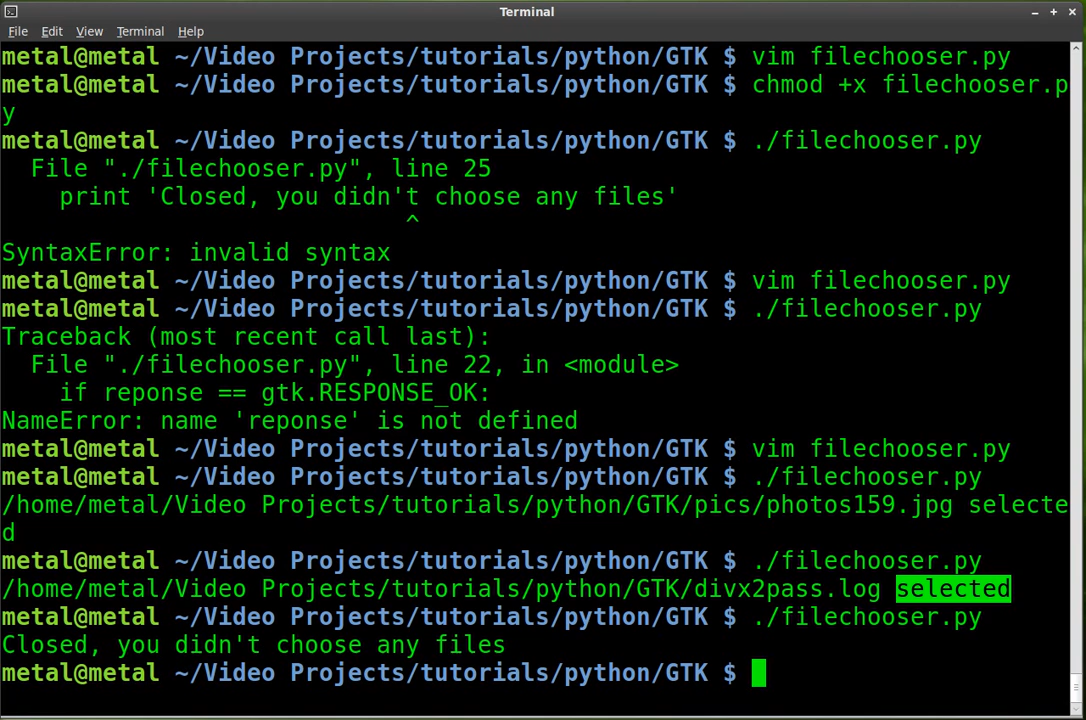 Terminal
File Edit View Terminal Help
metal@metal ~/Video Projects/tutorials/python/GTK $ vim filechooser.py
metal@metal ~/Video Projects/tutorials/python/GTK $ chmod +x filechooser.p
y
metal@metal ~/Video Projects/tutorials/python/GTK $ ./filechooser.py
  File "./filechooser.py", line 25
    print 'Closed, you didn't choose any files'
                            ^
SyntaxError: invalid syntax
metal@metal ~/Video Projects/tutorials/python/GTK $ vim filechooser.py
metal@metal ~/Video Projects/tutorials/python/GTK $ ./filechooser.py
Traceback (most recent call last):
  File "./filechooser.py", line 22, in <module>
    if reponse == gtk.RESPONSE_OK:
NameError: name 'reponse' is not defined
metal@metal ~/Video Projects/tutorials/python/GTK $ vim filechooser.py
metal@metal ~/Video Projects/tutorials/python/GTK $ ./filechooser.py
/home/metal/Video Projects/tutorials/python/GTK/pics/photos159.jpg selecte
d
metal@metal ~/Video Projects/tutorials/python/GTK $ ./filechooser.py
/home/metal/Video Projects/tutorials/python/GTK/divx2pass.log selected
metal@metal ~/Video Projects/tutorials/python/GTK $ ./filechooser.py
Closed, you didn't choose any files
metal@metal ~/Video Projects/tutorials/python/GTK $